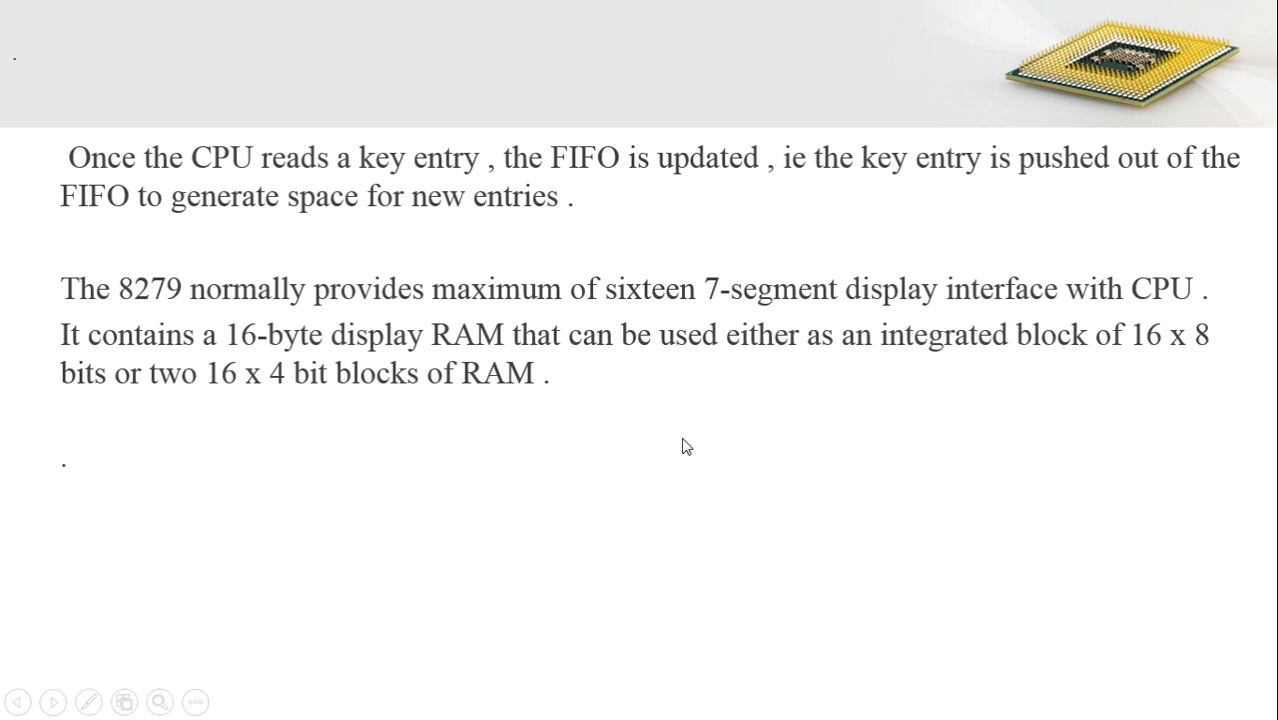 .
Once the CPU reads a key entry , the FIFO is updated , ie the key entry is pushed out of the
FIFO to generate space for new entries .
The 8279 normally provides maximum of sixteen 7-segment display interface with CPU .
It contains a 16-byte display RAM that can be used either as an integrated block of 16 x 8
bits or two 16 x 4 bit blocks of RAM .
.